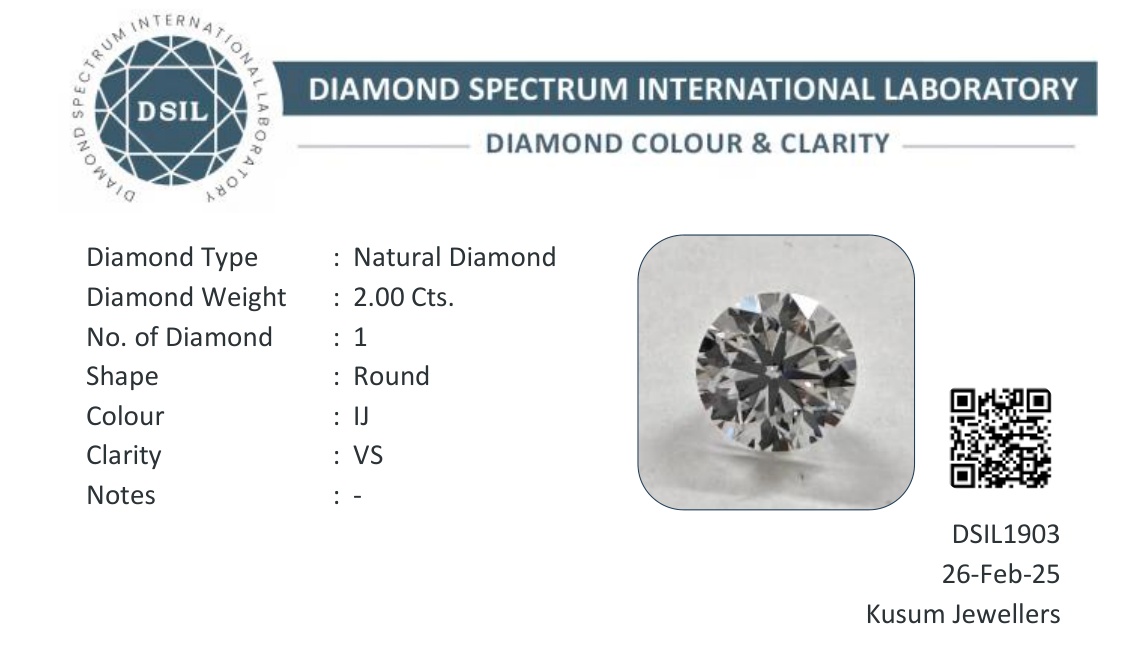 DIAMOND SPECTRUM INTERNATIONAL LABORATORY
DSIL
DIAMOND SPECTRUM INTERNATIONAL LABORATORY
DIAMOND COLOUR & CLARITY
Diamond Type : Natural Diamond
Diamond Weight : 2.00 Cts.
No. of Diamond : 1
Shape : Round
Colour : IJ
Clarity : VS
Notes : -
DSIL1903
26-Feb-25
Kusum Jewellers